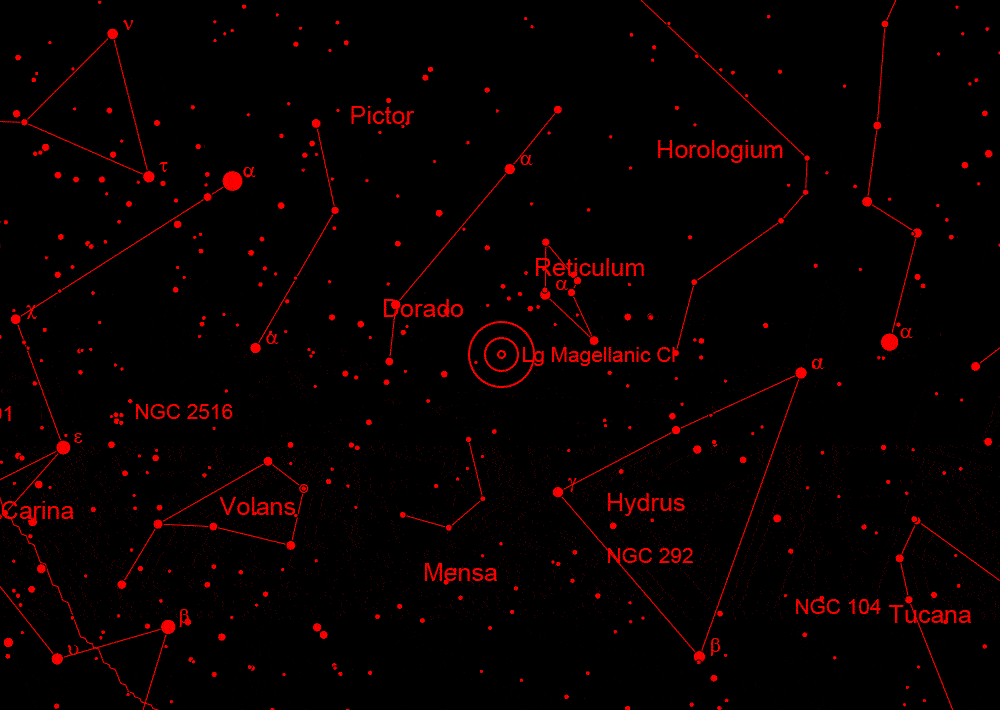 ν
Pictor
α
Horologium
τ
α
Reticulum
α
Dorado
χ
α
α
Lg Magellanic Cl
α
NGC 2516
ε
γ
Volans
Hydrus
Carina
NGC 292
Mensa
NGC 104
Tucana
β
β
υ